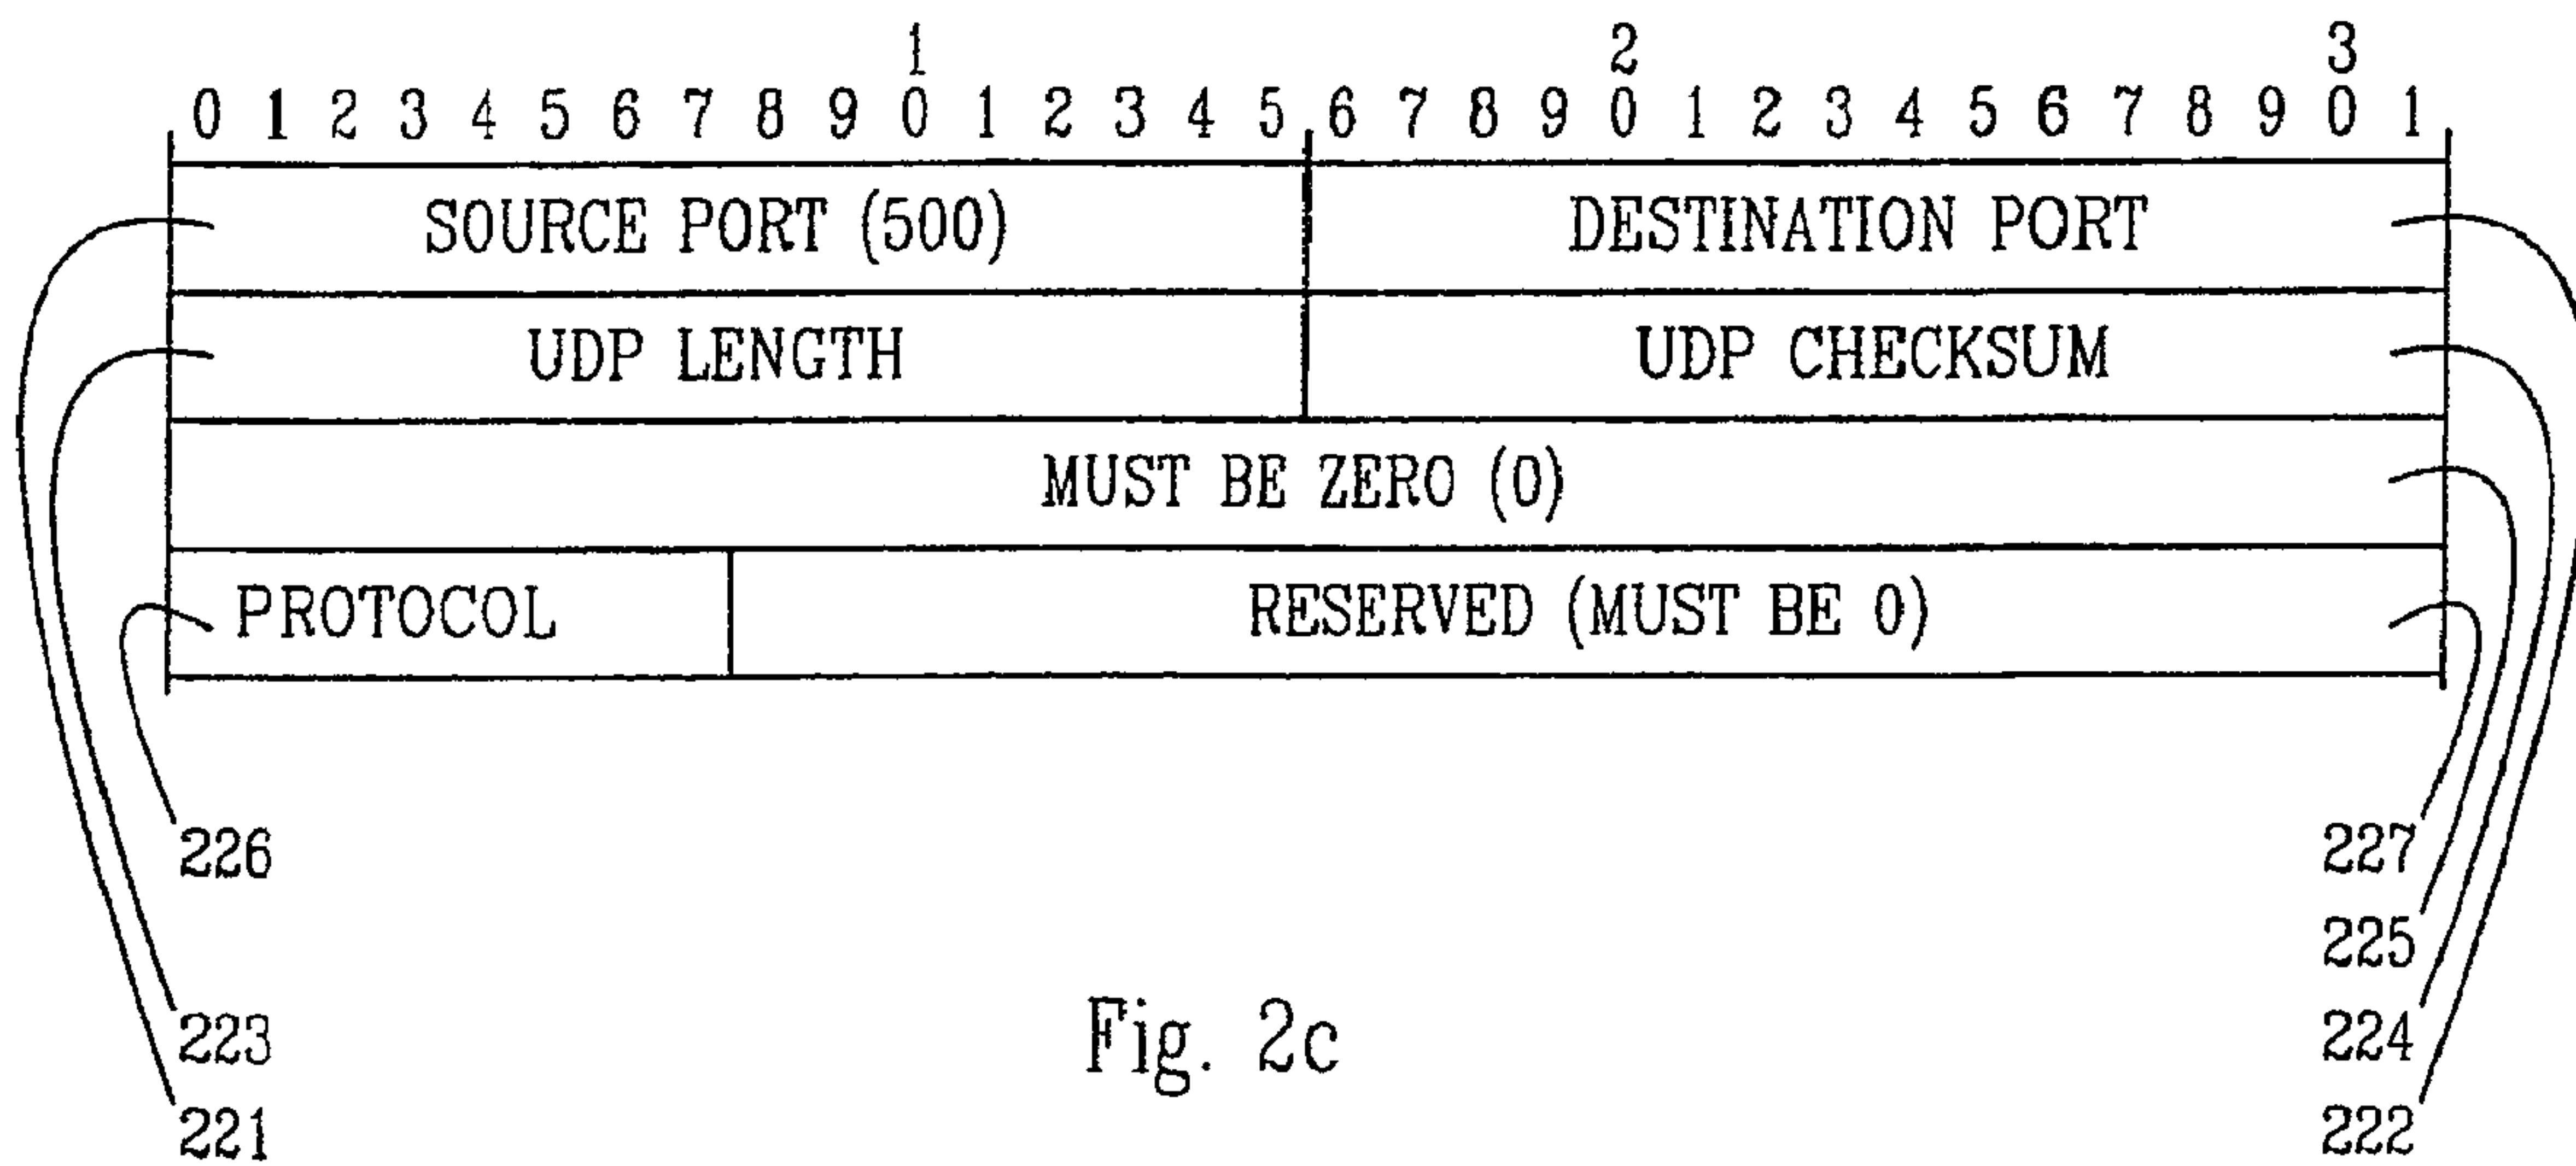 1 2 3
0 1 2 3 4 5 6 7 8 9 0 1 2 3 4 5 6 7 8 9 0 1 2 3 4 5 6 7 8 9 0 1
SOURCE PORT (500) DESTINATION PORT
UDP LENGTH UDP CHECKSUM
MUST BE ZERO (0)
PROTOCOL RESERVED (MUST BE 0)
226 227
225
223 224
221 222
Fig. 2c